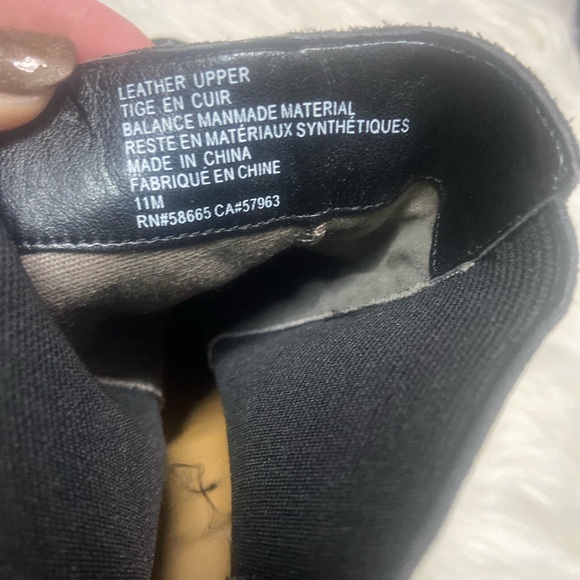 LEATHER UPPER
TIGE EN CUIR
BALANCE MANMADE MATERIAL
RESTE EN MATÉRIAUX SYNTHÉTIQUES
MADE IN CHINA
FABRIQUÉ EN CHINE
11M
RN#58665 CA#57963